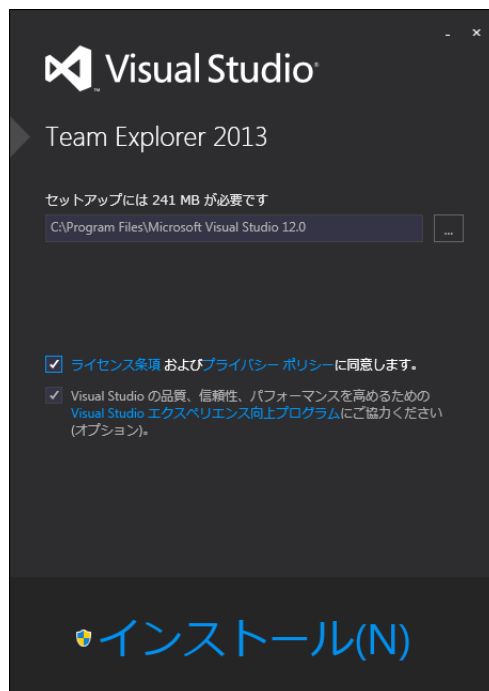 Visual Studio
Team Explorer 2013
セットアップには 241 MB が必要です
C:\Program Files\Microsoft Visual Studio 12.0
...
ライセンス条項 およびプライバシー ポリシーに同意します。
Visual Studio の品質、信頼性、パフォーマンスを高めるための
Visual Studio エクスペリエンス向上プログラムにご協力ください
(オプション)。
インストール(N)